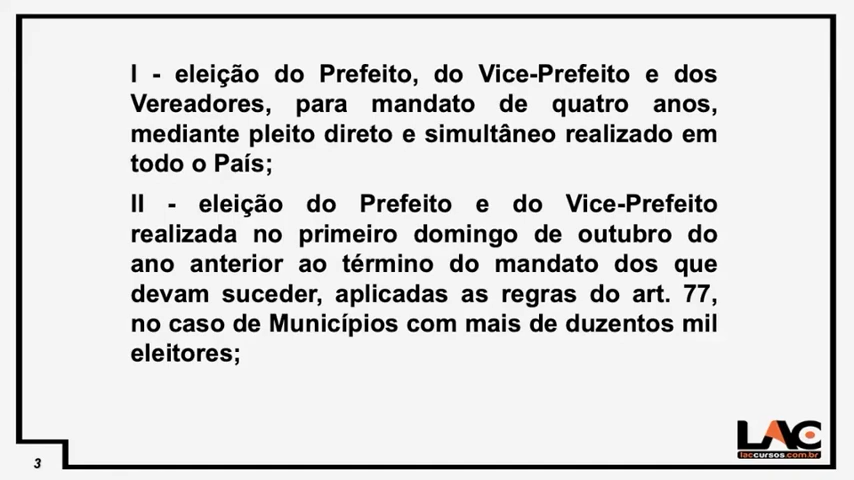 I - eleição do Prefeito, do Vice-Prefeito e dos
Vereadores, para mandato de quatro anos,
mediante pleito direto e simultâneo realizado em
todo o País;
II - eleição do Prefeito e do Vice-Prefeito
realizada no primeiro domingo de outubro do
ano anterior ao término do mandato dos que
devam suceder, aplicadas as regras do art. 77,
no caso de Municípios com mais de duzentos mil
eleitores;
LAC
laccursos.com.br
3